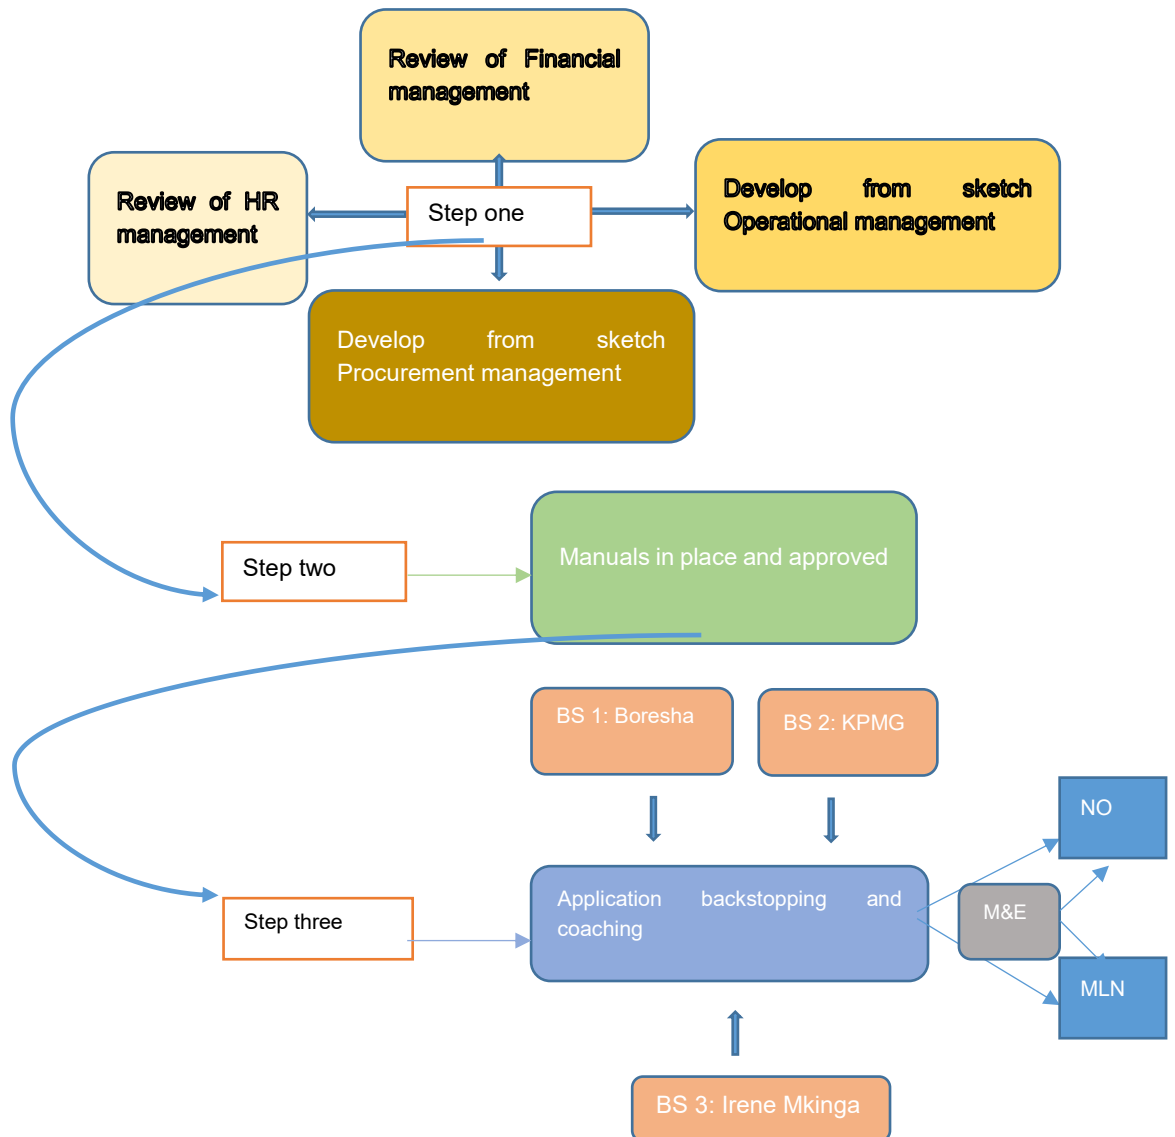 Review of Financial
management
Review of HR
management
Step one
Develop from sketch
Operational management
Develop from sketch
Procurement management
Step two
Manuals in place and approved
BS 1: Boresha
BS 2: KPMG
NO
Step three
Application backstopping and
coaching
M&E
MLN
BS 3: Irene Mkinga